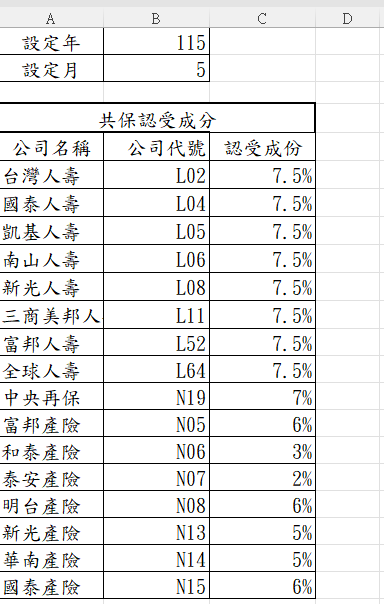 A B C D
設定年 115
設定月 5
共保認受成分
公司名稱 公司代號 認受成份
台灣人壽 L02 7.5%
國泰人壽 L04 7.5%
凱基人壽 L05 7.5%
南山人壽 L06 7.5%
新光人壽 L08 7.5%
三商美邦人 L11 7.5%
富邦人壽 L52 7.5%
全球人壽 L64 7.5%
中央再保 N19 7%
富邦產險 N05 6%
和泰產險 N06 3%
泰安產險 N07 2%
明台產險 N08 6%
新光產險 N13 5%
華南產險 N14 5%
國泰產險 N15 6%